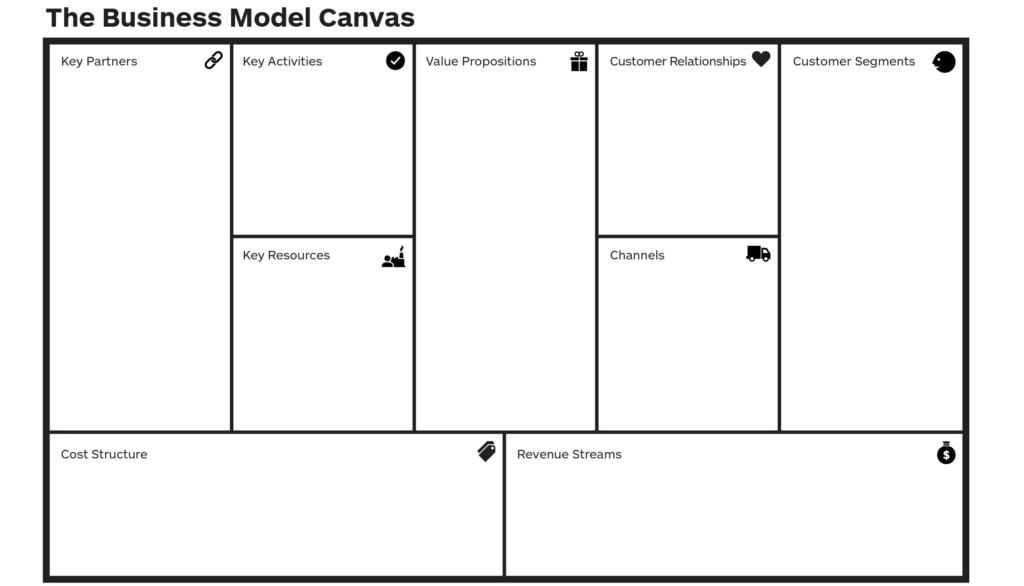 The Business Model Canvas
Key Partners
Key Activities
Value Propositions
Customer Relationships
Customer Segments
Key Resources
Channels
Cost Structure
Revenue Streams
$